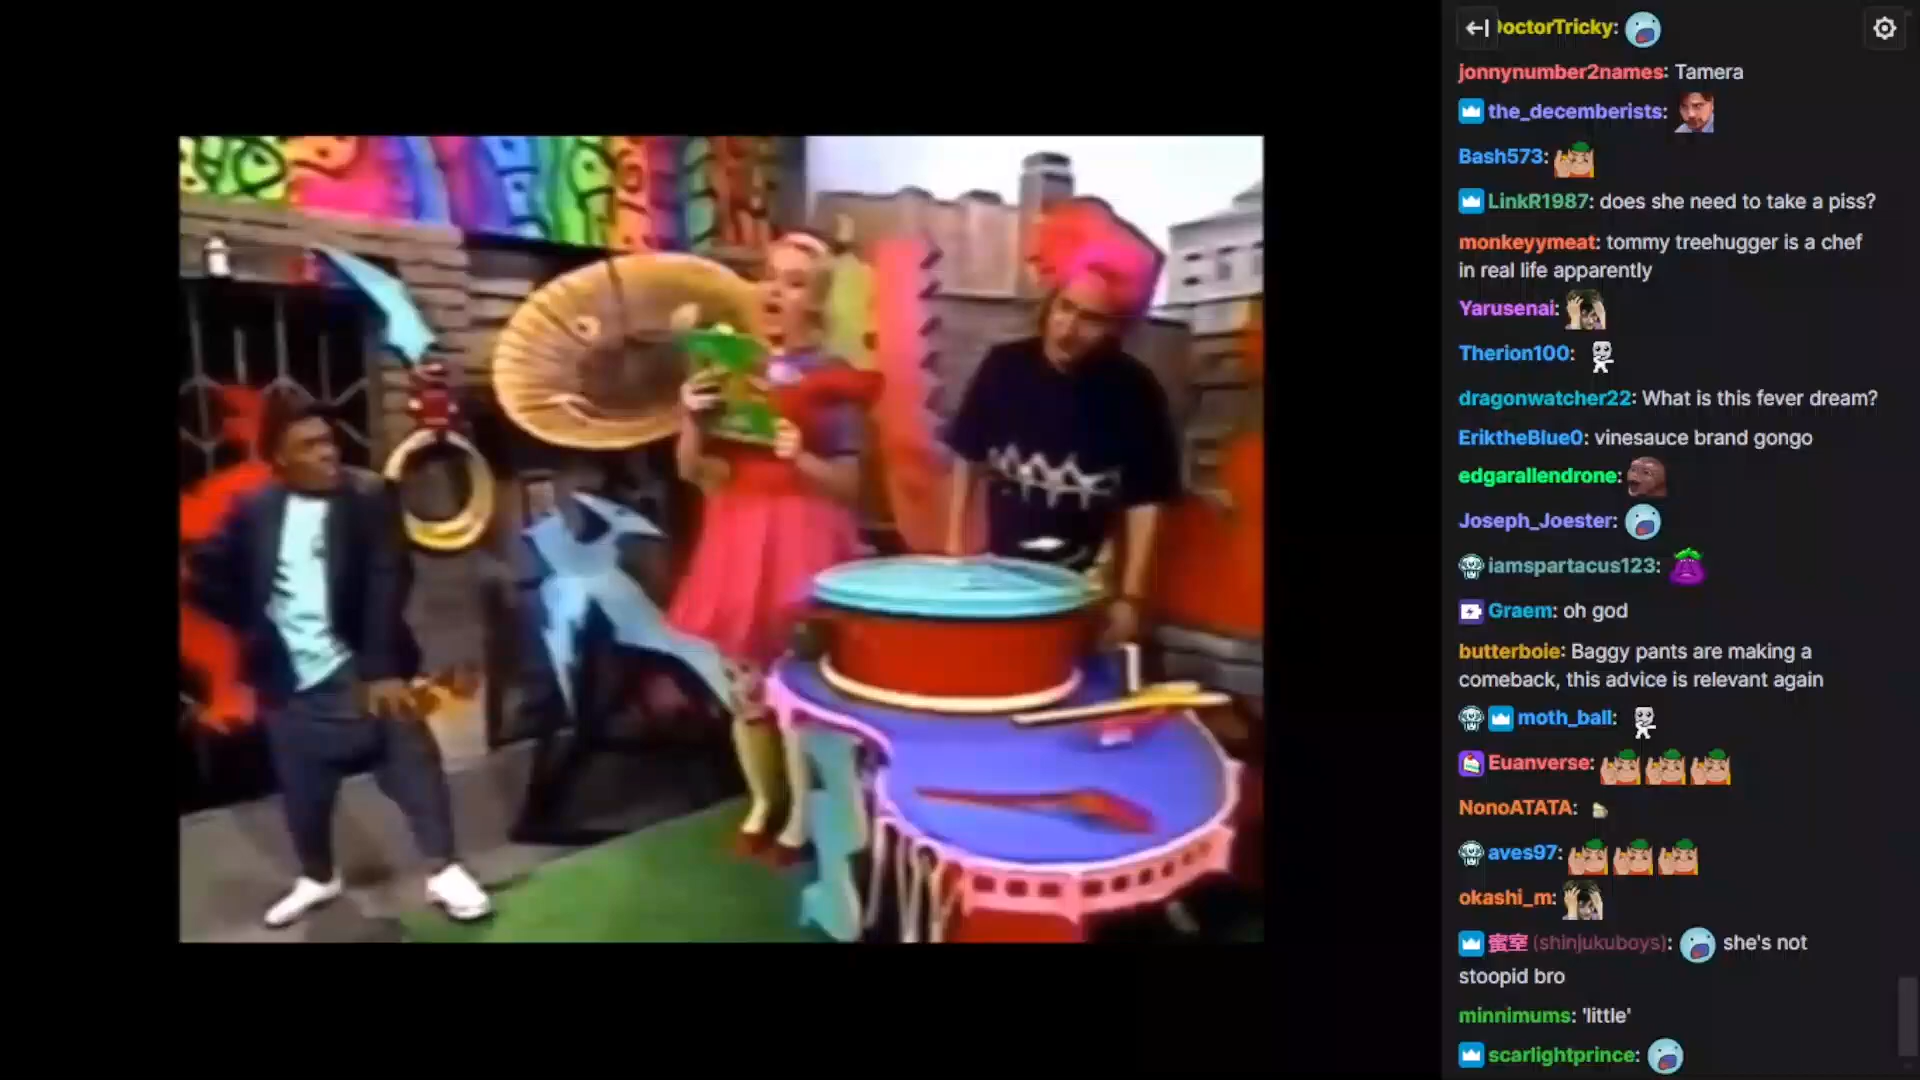 DoctorTricky:
jonnynumber2names: Tamera
the_decemberists:
Bash573:
LinkR1987: does she need to take a piss?
monkeyymeat: tommy treehugger is a chef
in real life apparently
Yarusenai:
Therion100:
dragonwatcher22: What is this fever dream?
EriktheBlue0: vinesauce brand gongo
edgarallendrone:
Joseph_Joester:
iamspartacus123:
Graem: oh god
butterboie: Baggy pants are making a
comeback, this advice is relevant again
moth_ball:
Euanverse:
NonoATATA:
aves97:
okashi_m:
蜜室 (shinjukuboys): she's not
stoopid bro
minnimums: 'little'
scarlightprince: